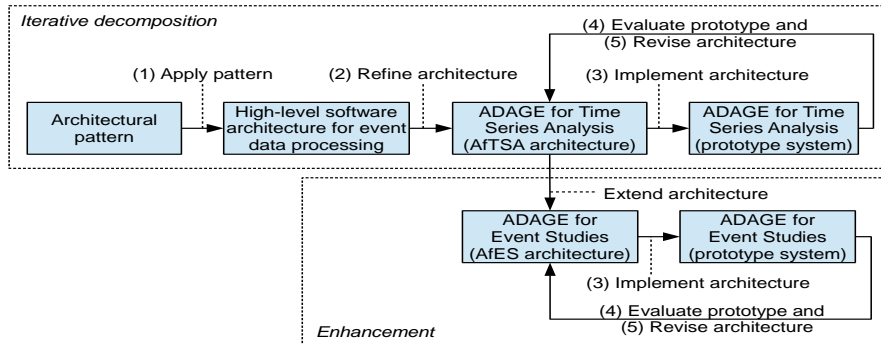 Iterative decomposition
(4) Evaluate prototype and
(5) Revise architecture
(1) Apply pattern
(2) Refine architecture
(3) Implement architecture
Architectural
pattern
High-level software
architecture for event
data processing
ADAGE for Time
Series Analysis
(AfTSA architecture)
ADAGE for Time
Series Analysis
(prototype system)
Extend architecture
ADAGE for
Event Studies
(AfES architecture)
ADAGE for
Event Studies
(prototype system)
(3) Implement architecture
(4) Evaluate prototype and
(5) Revise architecture
Enhancement